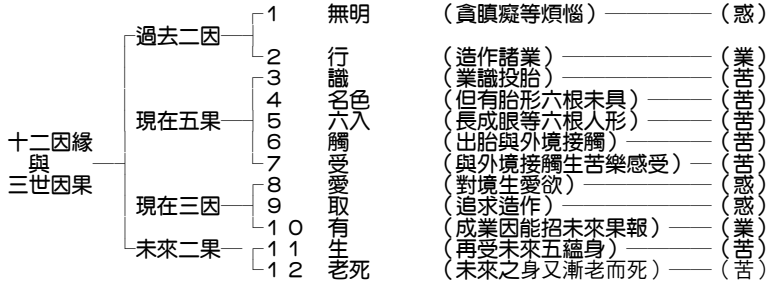 1 無明 （貪瞋癡等煩惱）（惑）
過去二因
2 行 （造作諸業）（業）
3 識 （業識投胎）（苦）
4 名色 （但有胎形六根未具）（苦）
現在五果 5 六入 （長成眼等六根人形）（苦）
十二因緣 6 觸 （出胎與外境接觸）（苦）
與 7 受 （與外境接觸生苦樂感受）（苦）
三世因果 8 愛 （對境生愛欲）（惑）
現在三因 9 取 （追求造作）（惑）
10 有 （成業因能招未來果報）（業）
未來二果 11 生 （再受未來五蘊身）（苦）
12 老死 （未來之身又漸老而死）（苦）